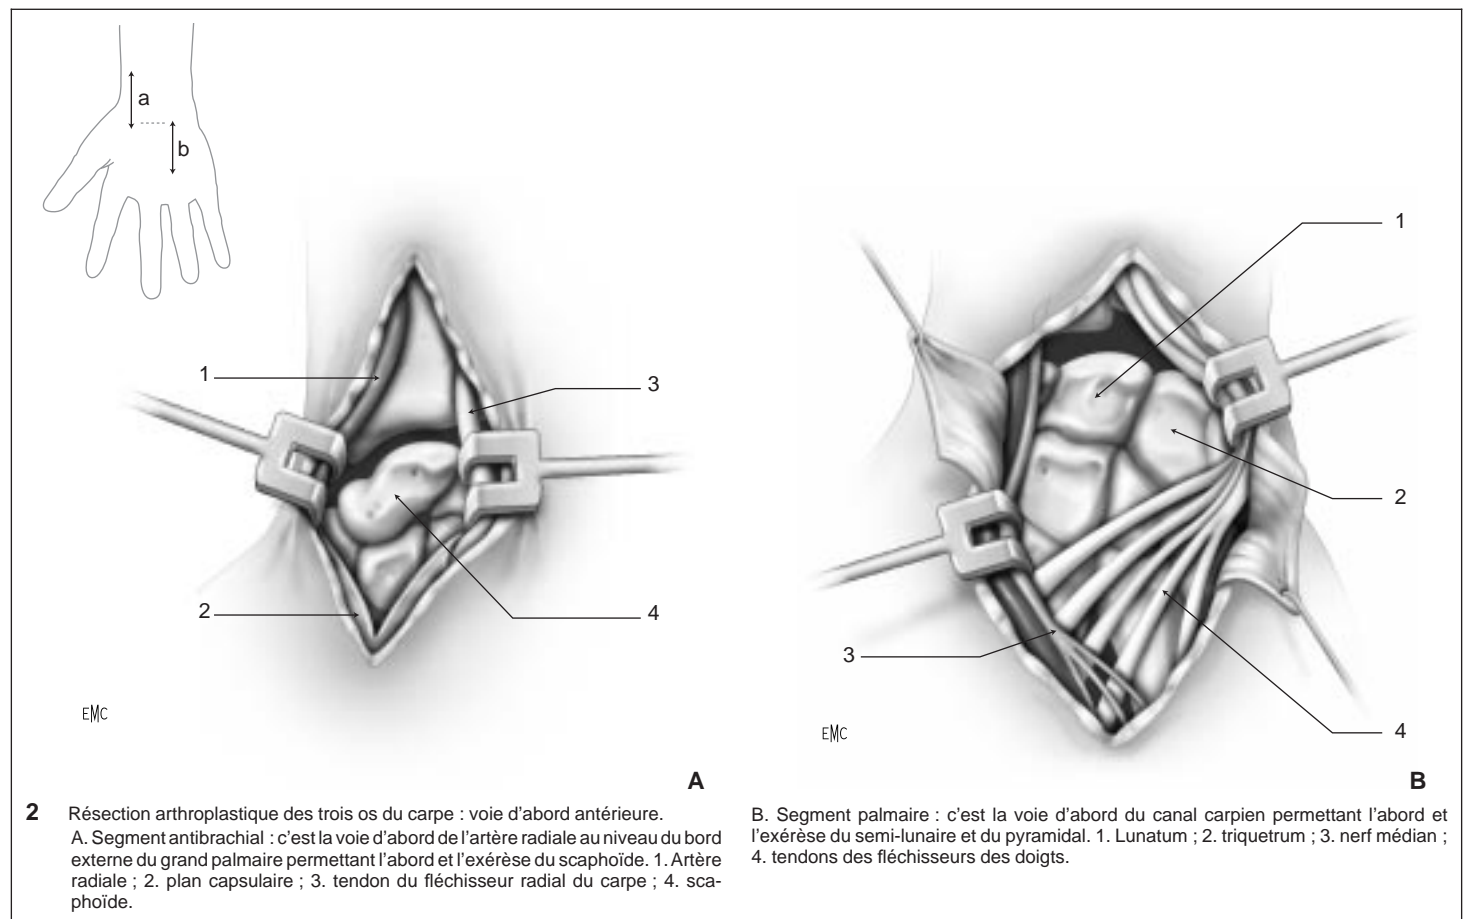 a
b
1
2
3
4
EMC
A
1
2
3
4
EMC
B
2 Résection arthroplastique des trois os du carpe : voie d'abord antérieure.
A. Segment antibrachial : c'est la voie d'abord de l'artère radiale au niveau du bord
externe du grand palmaire permettant l'abord et l'exérèse du scaphoïde. 1. Artère
radiale ; 2. plan capsulaire ; 3. tendon du fléchisseur radial du carpe ; 4. sca-
phoïde.
B. Segment palmaire : c'est la voie d'abord du canal carpien permettant l'abord et
l'exérèse du semi-lunaire et du pyramidal. 1. Lunatum ; 2. triquetrum ; 3. nerf médian ;
4. tendons des fléchisseurs des doigts.